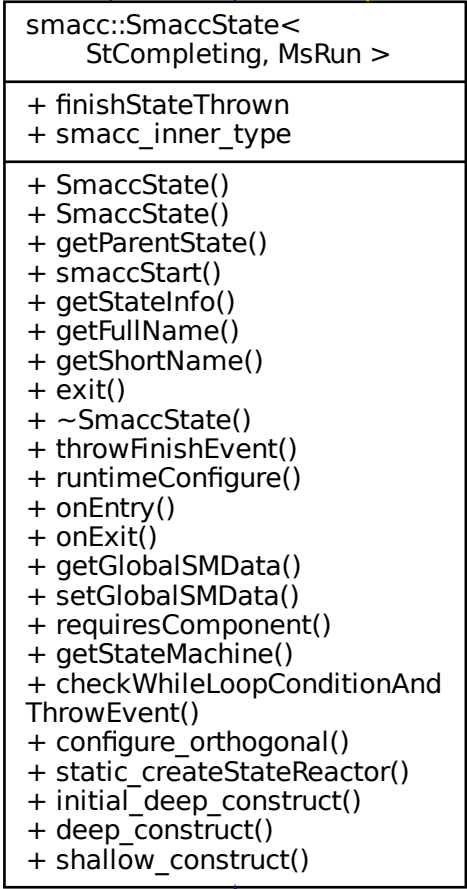 smacc::SmaccState<
StCompleting, MsRun >
+ finishStateThrown
+ smacc_inner_type
+ SmaccState()
+ SmaccState()
+ getParentState()
+ smaccStart()
+ getStateInfo()
+ getFullName()
+ getShortName()
+ exit()
+ ~SmaccState()
+ throwFinishEvent()
+ runtimeConfigure()
+ onEntry()
+ onExit()
+ getGlobalSMData()
+ setGlobalSMData()
+ requiresComponent()
+ getStateMachine()
+ checkWhileLoopConditionAnd
ThrowEvent()
+ configure_orthogonal()
+ static_createStateReactor()
+ initial_deep_construct()
+ deep_construct()
+ shallow_construct()